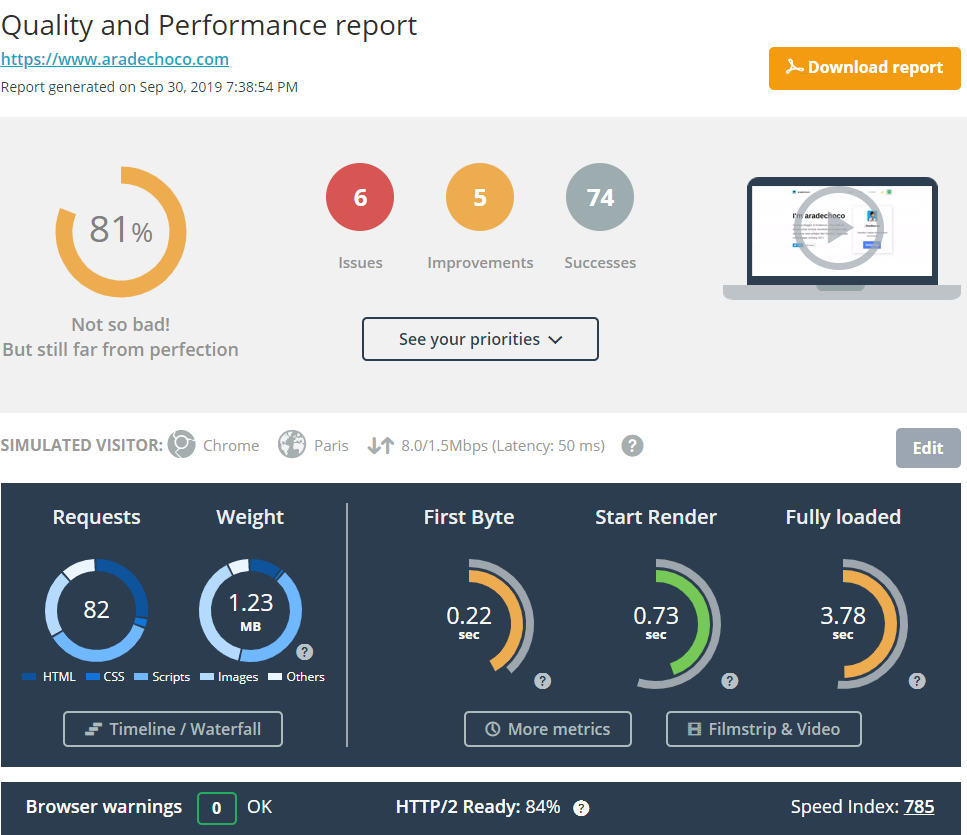 Quality and Performance report
https://www.aradechoco.com
Report generated on Sep 30, 2019 7:38:54 PM
Download report
81%
Not so bad!
But still far from perfection
6 5 74
Issues Improvements Successes
See your priorities
I'm aradechoco
SIMULATED VISITOR: Chrome Paris 8.0/1.5Mbps (Latency: 50 ms) ?
Edit
Requests Weight First Byte Start Render Fully loaded
82
1.23
MB
?
HTML CSS Scripts Images Others
0.22
sec
?
0.73
sec
?
3.78
sec
?
Timeline / Waterfall
More metrics
Filmstrip & Video
Browser warnings 0 OK
HTTP/2 Ready: 84% ?
Speed Index: 785